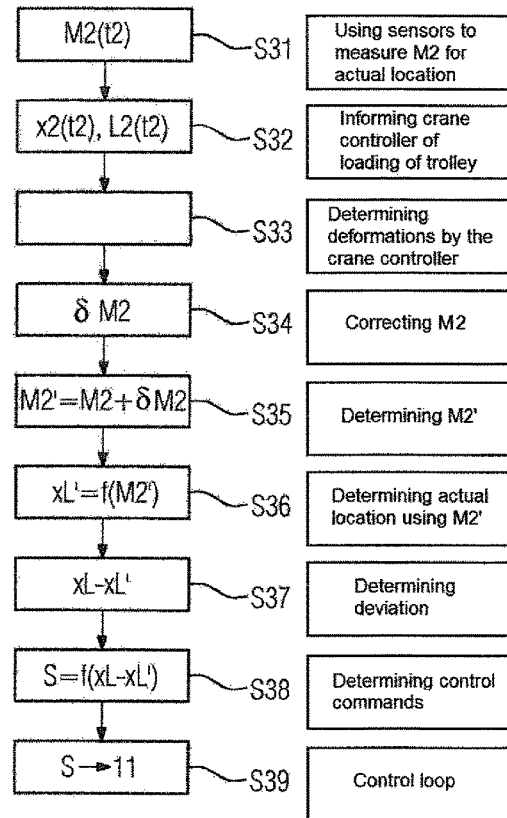 M2(t2)
S31
Using sensors to
measure M2 for
actual location
x2(t2), L2(t2)
S32
Informing crane
controller of
loading of trolley
S33
Determining
deformations by the
crane controller
δ M2
S34
Correcting M2
M2'=M2+δM2
S35
Determining M2'
xL'=f(M2')
S36
Determining actual
location using M2'
xL-xL'
S37
Determining
deviation
S=f(xL-xL')
S38
Determining control
commands
S→11
S39
Control loop